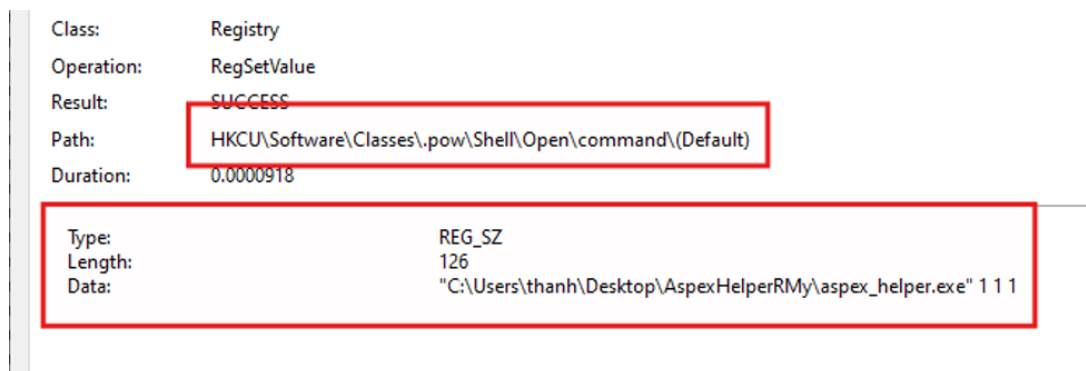 Class: Registry
Operation: RegSetValue
Result: SUCCESS
Path: HKCU\Software\Classes\.pow\Shell\Open\command\(Default)
Duration: 0.0000918
Type: REG_SZ
Length: 126
Data: "C:\Users\thanh\Desktop\AspexHelperRMy\aspex_helper.exe" 1 1 1